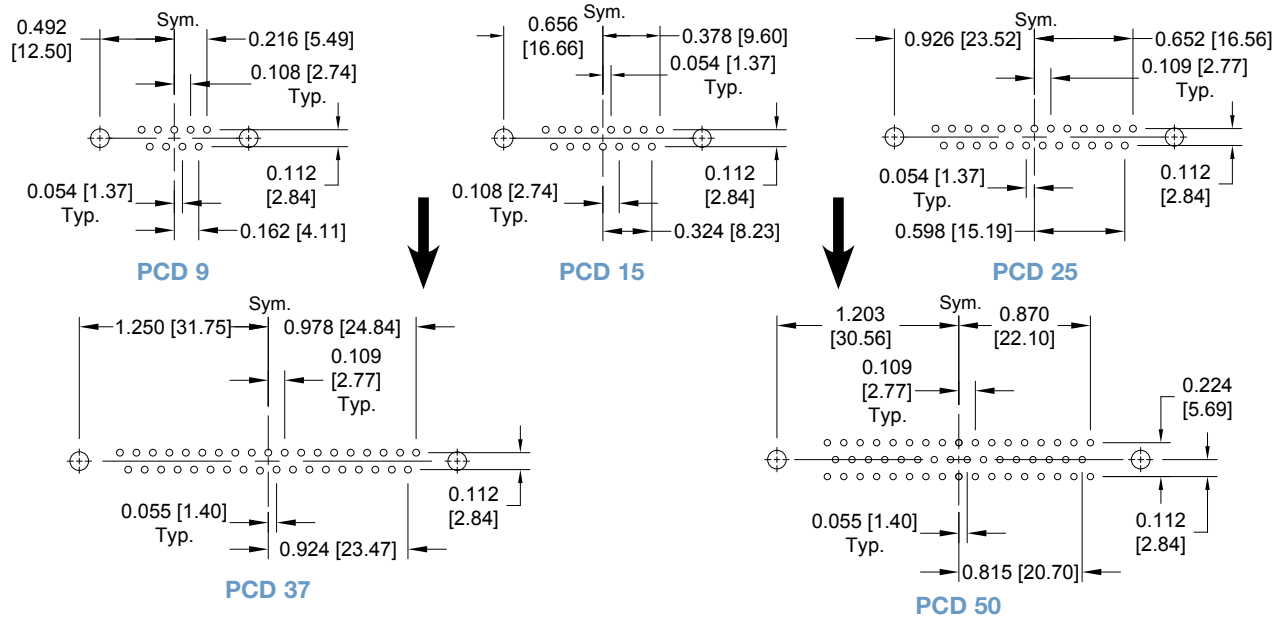 Sym.
0.492
[12.50]
0.216 [5.49]
0.108 [2.74]
Typ.
0.112
[2.84]
0.054 [1.37]
Typ.
0.162 [4.11]
PCD 9
Sym.
0.656
[16.66]
0.378 [9.60]
0.054 [1.37]
Typ.
0.112
[2.84]
0.108 [2.74]
Typ.
0.324 [8.23]
PCD 15
Sym.
0.926 [23.52]
0.652 [16.56]
0.109 [2.77]
Typ.
0.112
[2.84]
0.054 [1.37]
Typ.
0.598 [15.19]
PCD 25
Sym.
1.250 [31.75]
0.978 [24.84]
0.109
[2.77]
Typ.
0.112
[2.84]
0.055 [1.40]
Typ.
0.924 [23.47]
PCD 37
Sym.
1.203
[30.56]
0.870
[22.10]
0.109
[2.77]
Typ.
0.224
[5.69]
0.055 [1.40]
Typ.
0.112
[2.84]
0.815 [20.70]
PCD 50